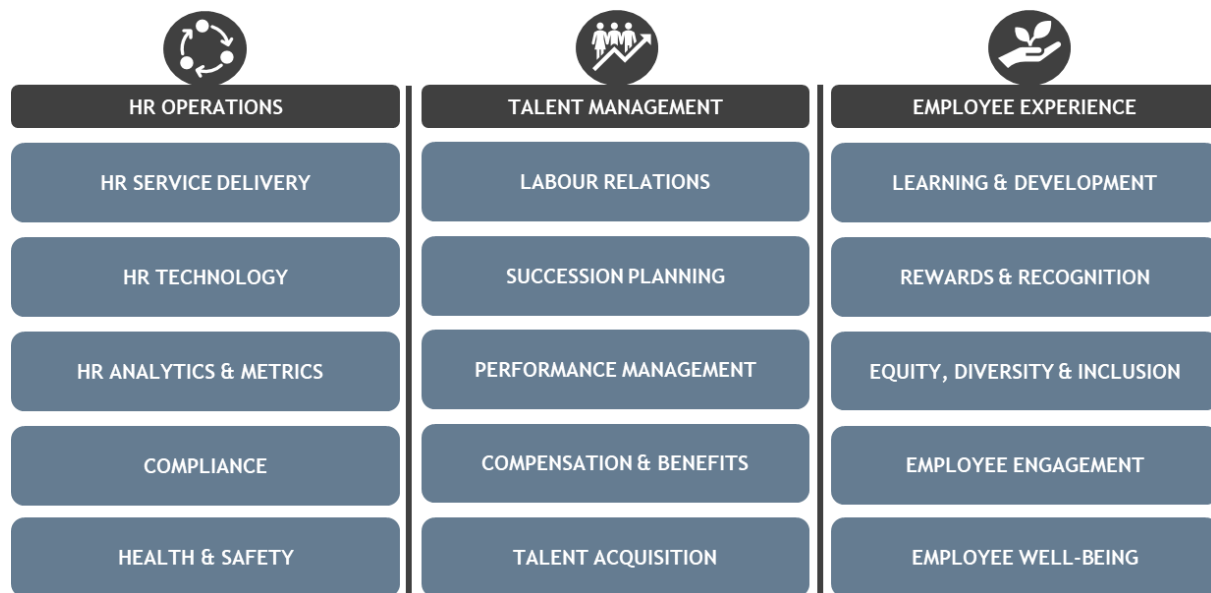 HR OPERATIONS
HR SERVICE DELIVERY
HR TECHNOLOGY
HR ANALYTICS & METRICS
COMPLIANCE
HEALTH & SAFETY
TALENT MANAGEMENT
LABOUR RELATIONS
SUCCESSION PLANNING
PERFORMANCE MANAGEMENT
COMPENSATION & BENEFITS
TALENT ACQUISITION
EMPLOYEE EXPERIENCE
LEARNING & DEVELOPMENT
REWARDS & RECOGNITION
EQUITY, DIVERSITY & INCLUSION
EMPLOYEE ENGAGEMENT
EMPLOYEE WELL-BEING